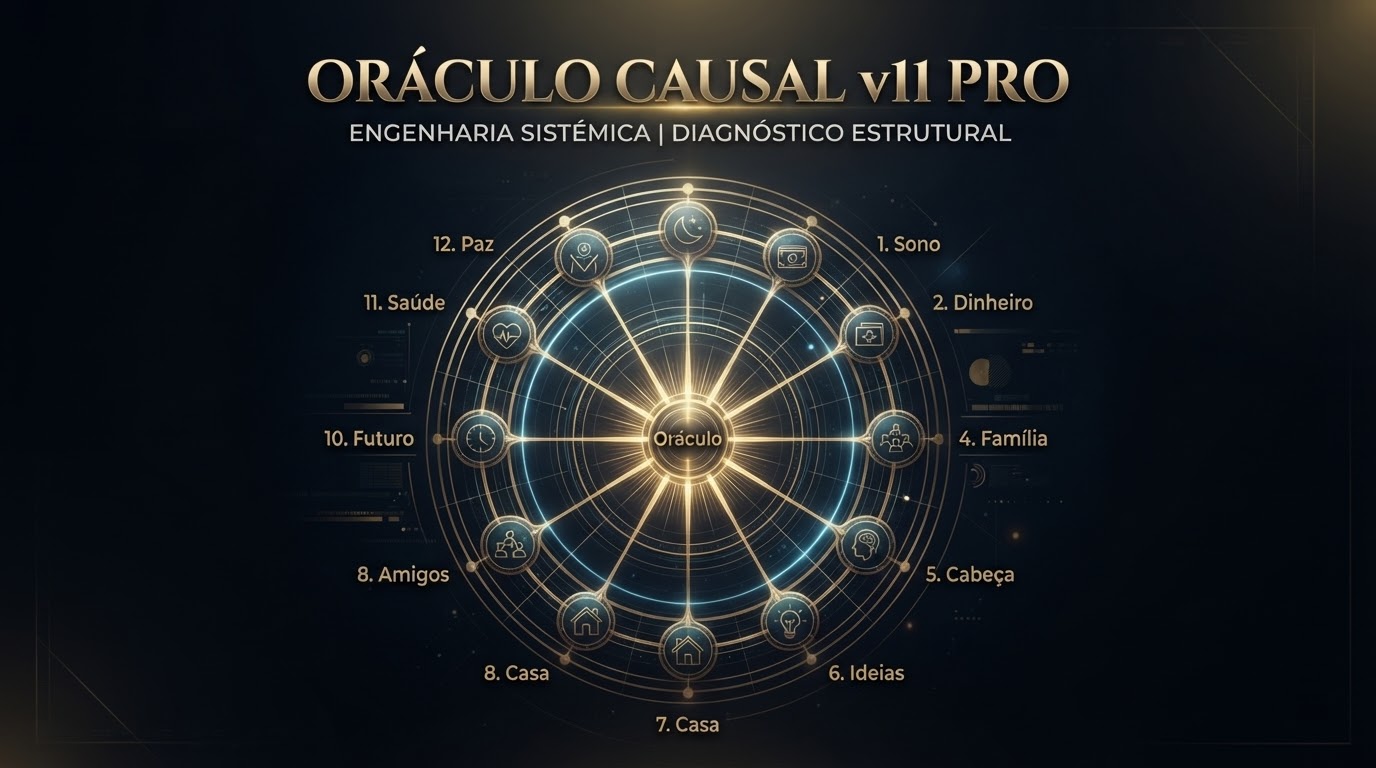 ORÁCULO CAUSAL v11 PRO
ENGENHARIA SISTÉMICA | DIAGNÓSTICO ESTRUTURAL
12. Paz
1. Sono
11. Saúde
2. Dinheiro
10. Futuro
Oráculo
4. Família
8. Amigos
5. Cabeça
8. Casa
6. Ideias
7. Casa